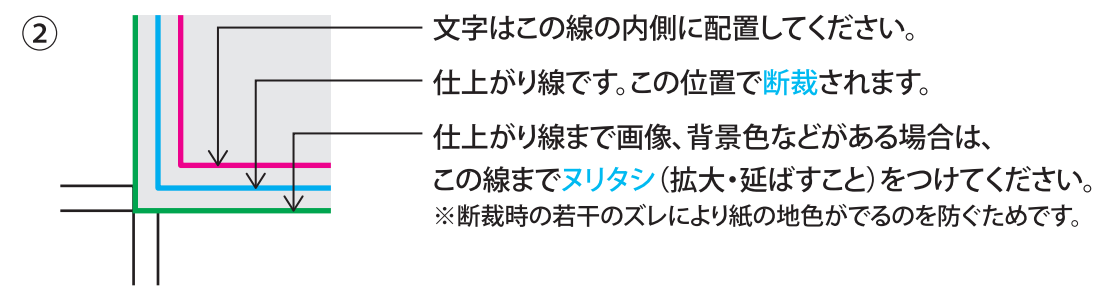 ②
文字はこの線の内側に配置してください。
仕上がり線です。この位置で断裁されます。
仕上がり線まで画像、背景色などがある場合は、
この線までヌリタシ（拡大・延ばすこと）をつけてください。
※断裁時の若干のズレにより紙の地色がでるのを防ぐためです。